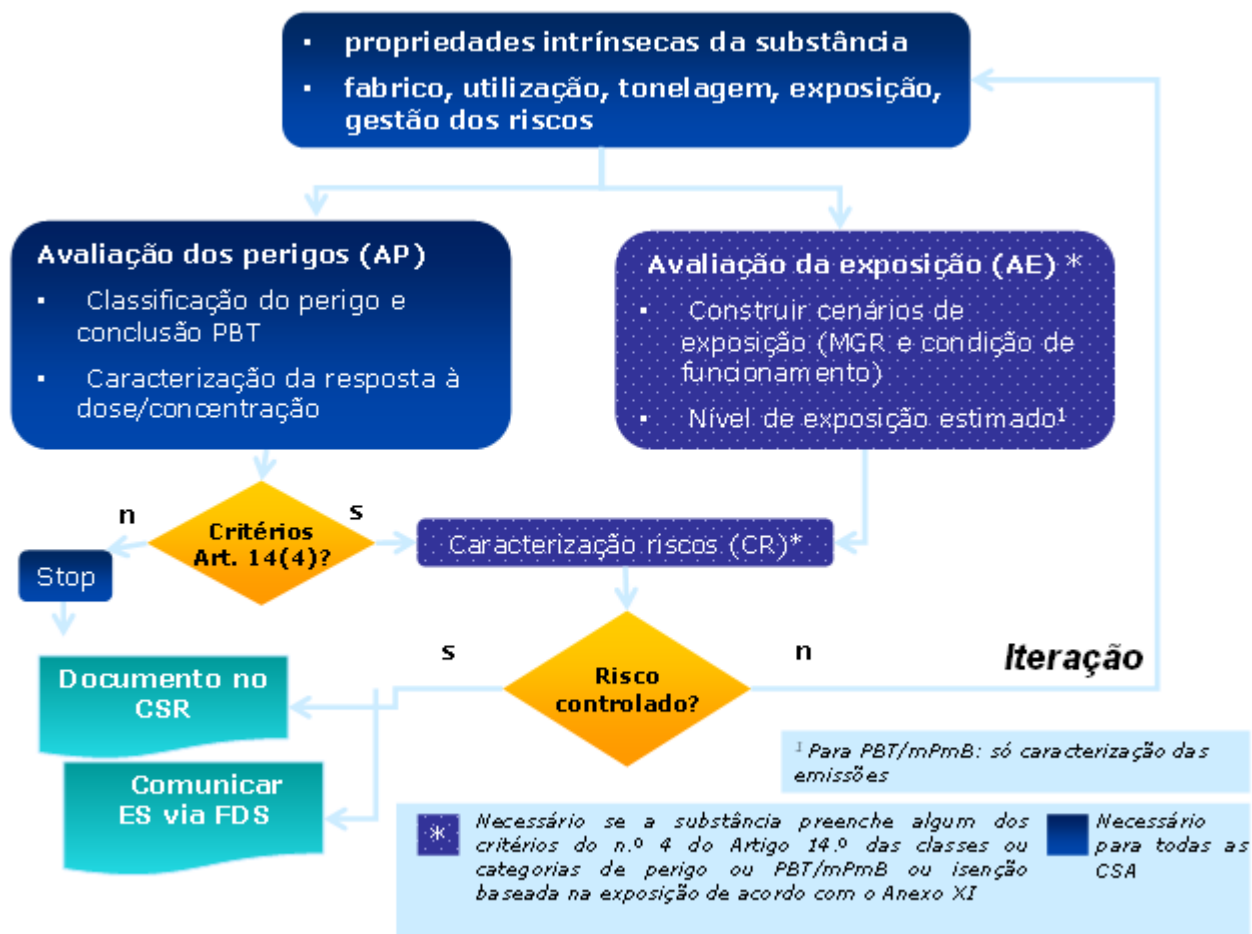 ▪ propriedades intrínsecas da substância
▪ fabrico, utilização, tonelagem, exposição,
gestão dos riscos
Avaliação dos perigos (AP)
▪ Classificação do perigo e
conclusão PBT
▪ Caracterização da resposta à
dose/concentração
Avaliação da exposição (AE) *
▪ Construir cenários de
exposição (MGR e condição de
funcionamento)
▪ Nível de exposição estimado¹
n
s
Critérios
Art. 14(4)?
Caracterização riscos (CR)*
Stop
s
n
Iteração
Risco
controlado?
Documento no
CSR
Comunicar
ES via FDS
¹ Para PBT/mPmB: só caracterização das
emissões
* Necessário se a substância preenche algum dos
critérios do n.º 4 do Artigo 14.º das classes ou
categorias de perigo ou PBT/mPmB ou isenção
baseada na exposição de acordo com o Anexo XI
Necessário
para todas as
CSA